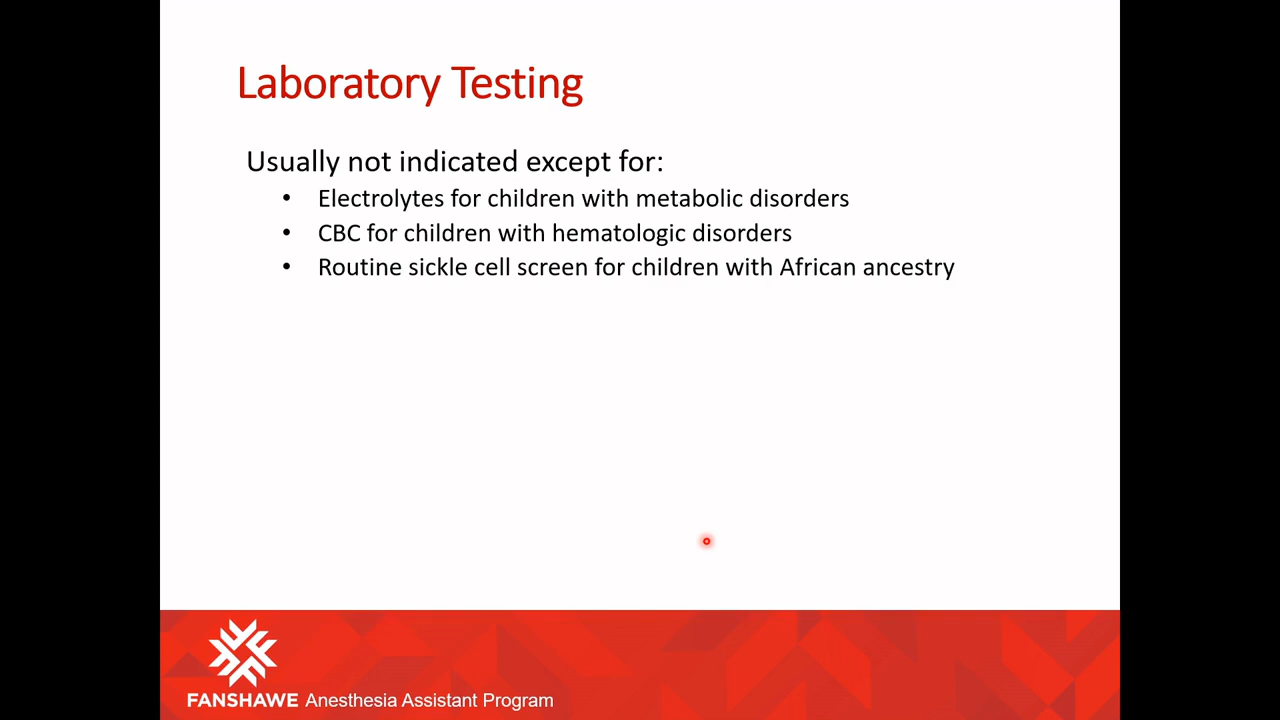 Laboratory Testing
Usually not indicated except for:
• Electrolytes for children with metabolic disorders
• CBC for children with hematologic disorders
• Routine sickle cell screen for children with African ancestry
FANSHAWE Anesthesia Assistant Program